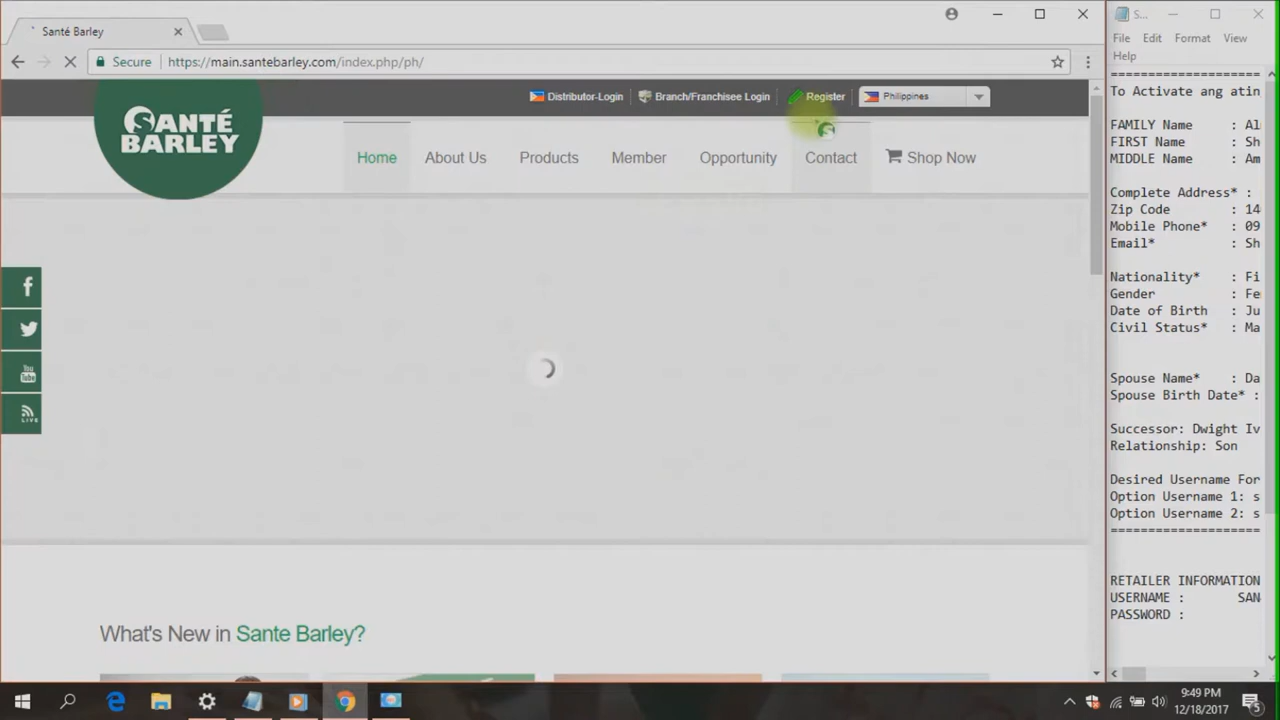 Santé Barley
S...
Secure
https://main.santebarley.com/index.php/ph/
File Edit Format View
Help
Distributor-Login
Branch/Franchisee Login
Register
Philippines
SANTÉ
BARLEY
Home
About Us
Products
Member
Opportunity
Contact
Shop Now
You
Tube
LIVE
What's New in Sante Barley?
====================
To Activate ang atin
FAMILY Name : Al
FIRST Name : Sh
MIDDLE Name : Am
Complete Address* :
Zip Code : 14
Mobile Phone* : 09
Email* : Sh
Nationality* : Fi
Gender : Fe
Date of Birth : Ju
Civil Status* : Ma
Spouse Name* : Da
Spouse Birth Date* :
Successor: Dwight Iv
Relationship: Son
Desired Username For
Option Username 1: s
Option Username 2: s
====================
RETAILER INFORMATION
USERNAME : SAN
PASSWORD :
9:49 PM
12/18/2017
5